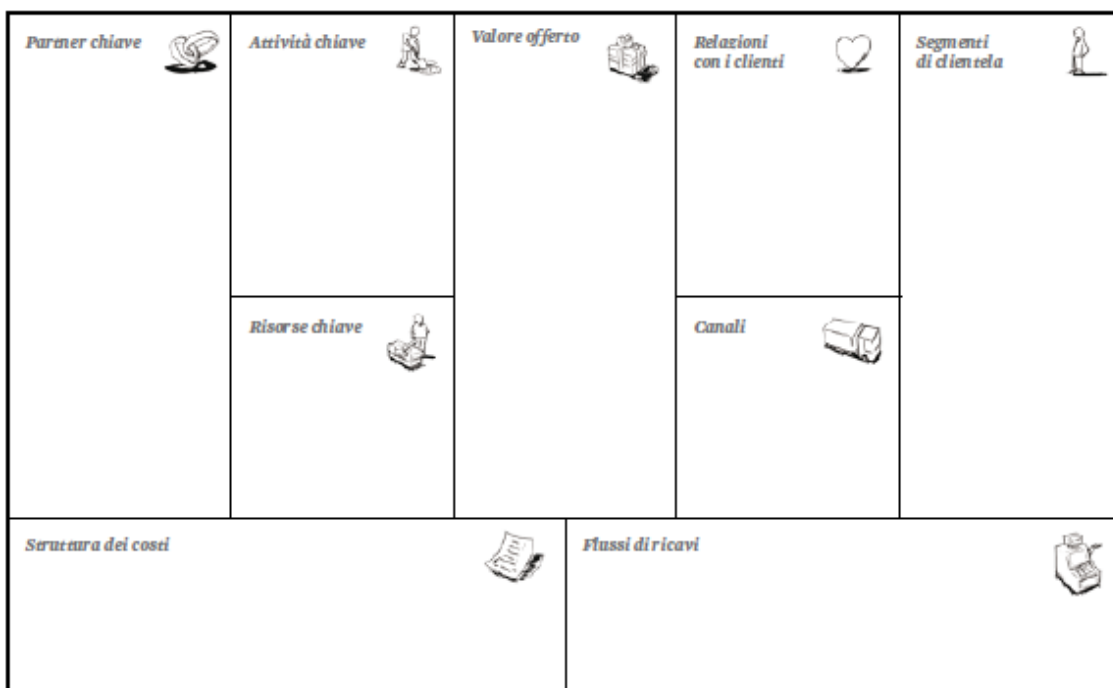 Partner chiave
Attività chiave
Valore offerto
Relazioni
con i clienti
Segmenti
di clientela
Risorse chiave
Canali
Struttura dei costi
Flussi di ricavi